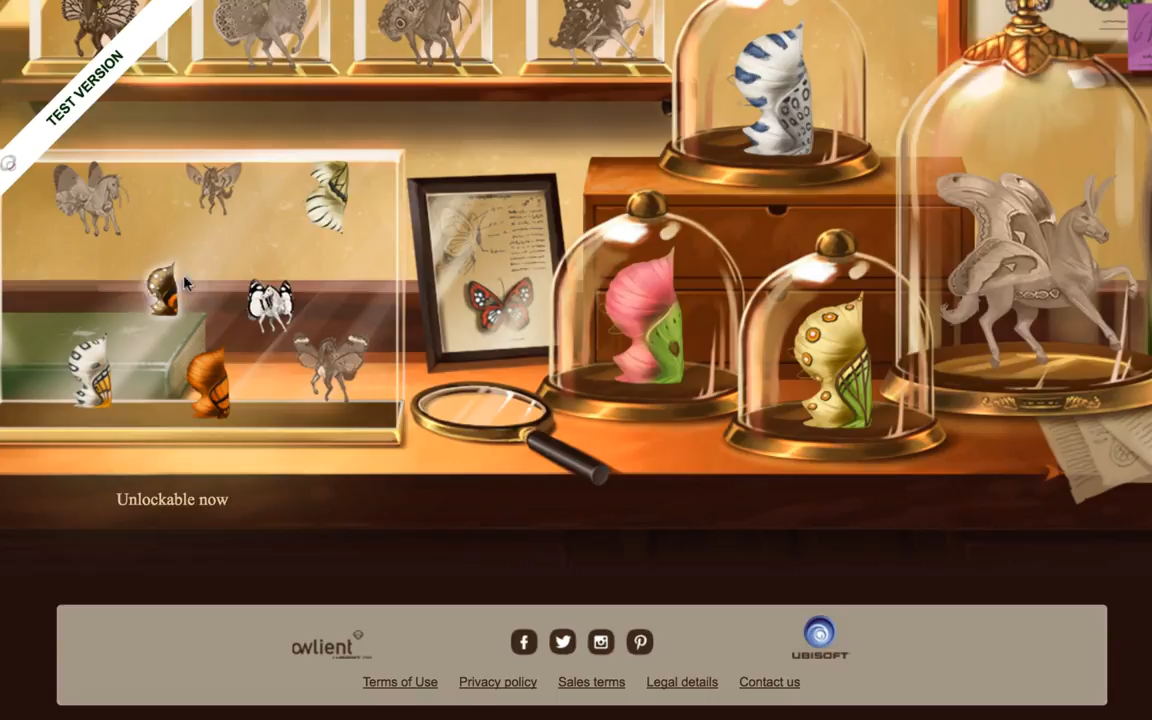 TEST VERSION
Unlockable now
owlient
UBISOFT
Terms of Use Privacy policy Sales terms Legal details Contact us